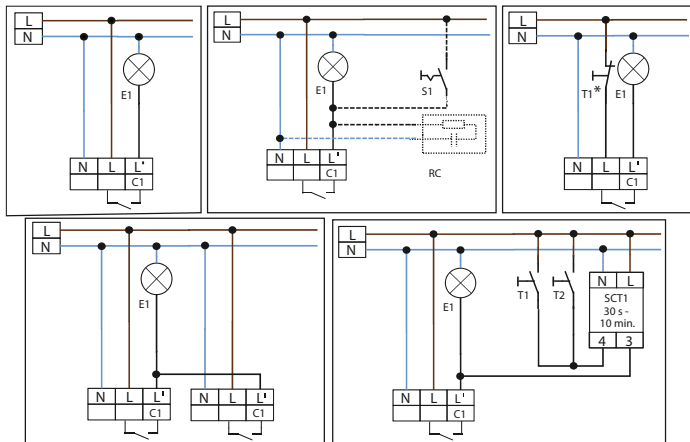 L
N
E1
N L L'
C1
L
N
E1
S1
N L L'
C1
RC
L
N
T1* E1
N L L'
C1
L
N
E1
N L L' N L L'
C1 C1
L
N
E1
T1 T2
N L
SCT1
30 s -
10 min.
4 3
N L L'
C1